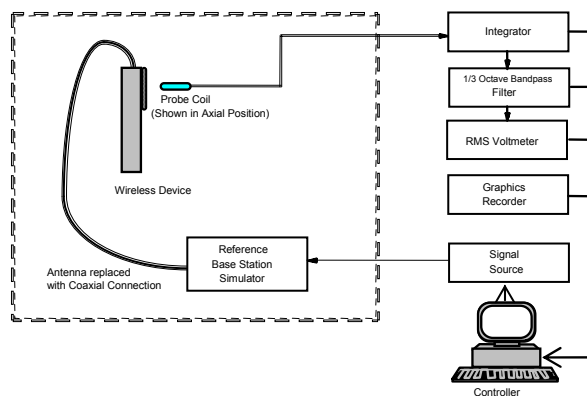 Integrator
1/3 Octave Bandpass
Filter
RMS Voltmeter
Graphics
Recorder
Signal
Source
Controller
Probe Coil
(Shown in Axial Position)
Wireless Device
Reference
Base Station
Simulator
Antenna replaced
with Coaxial Connection